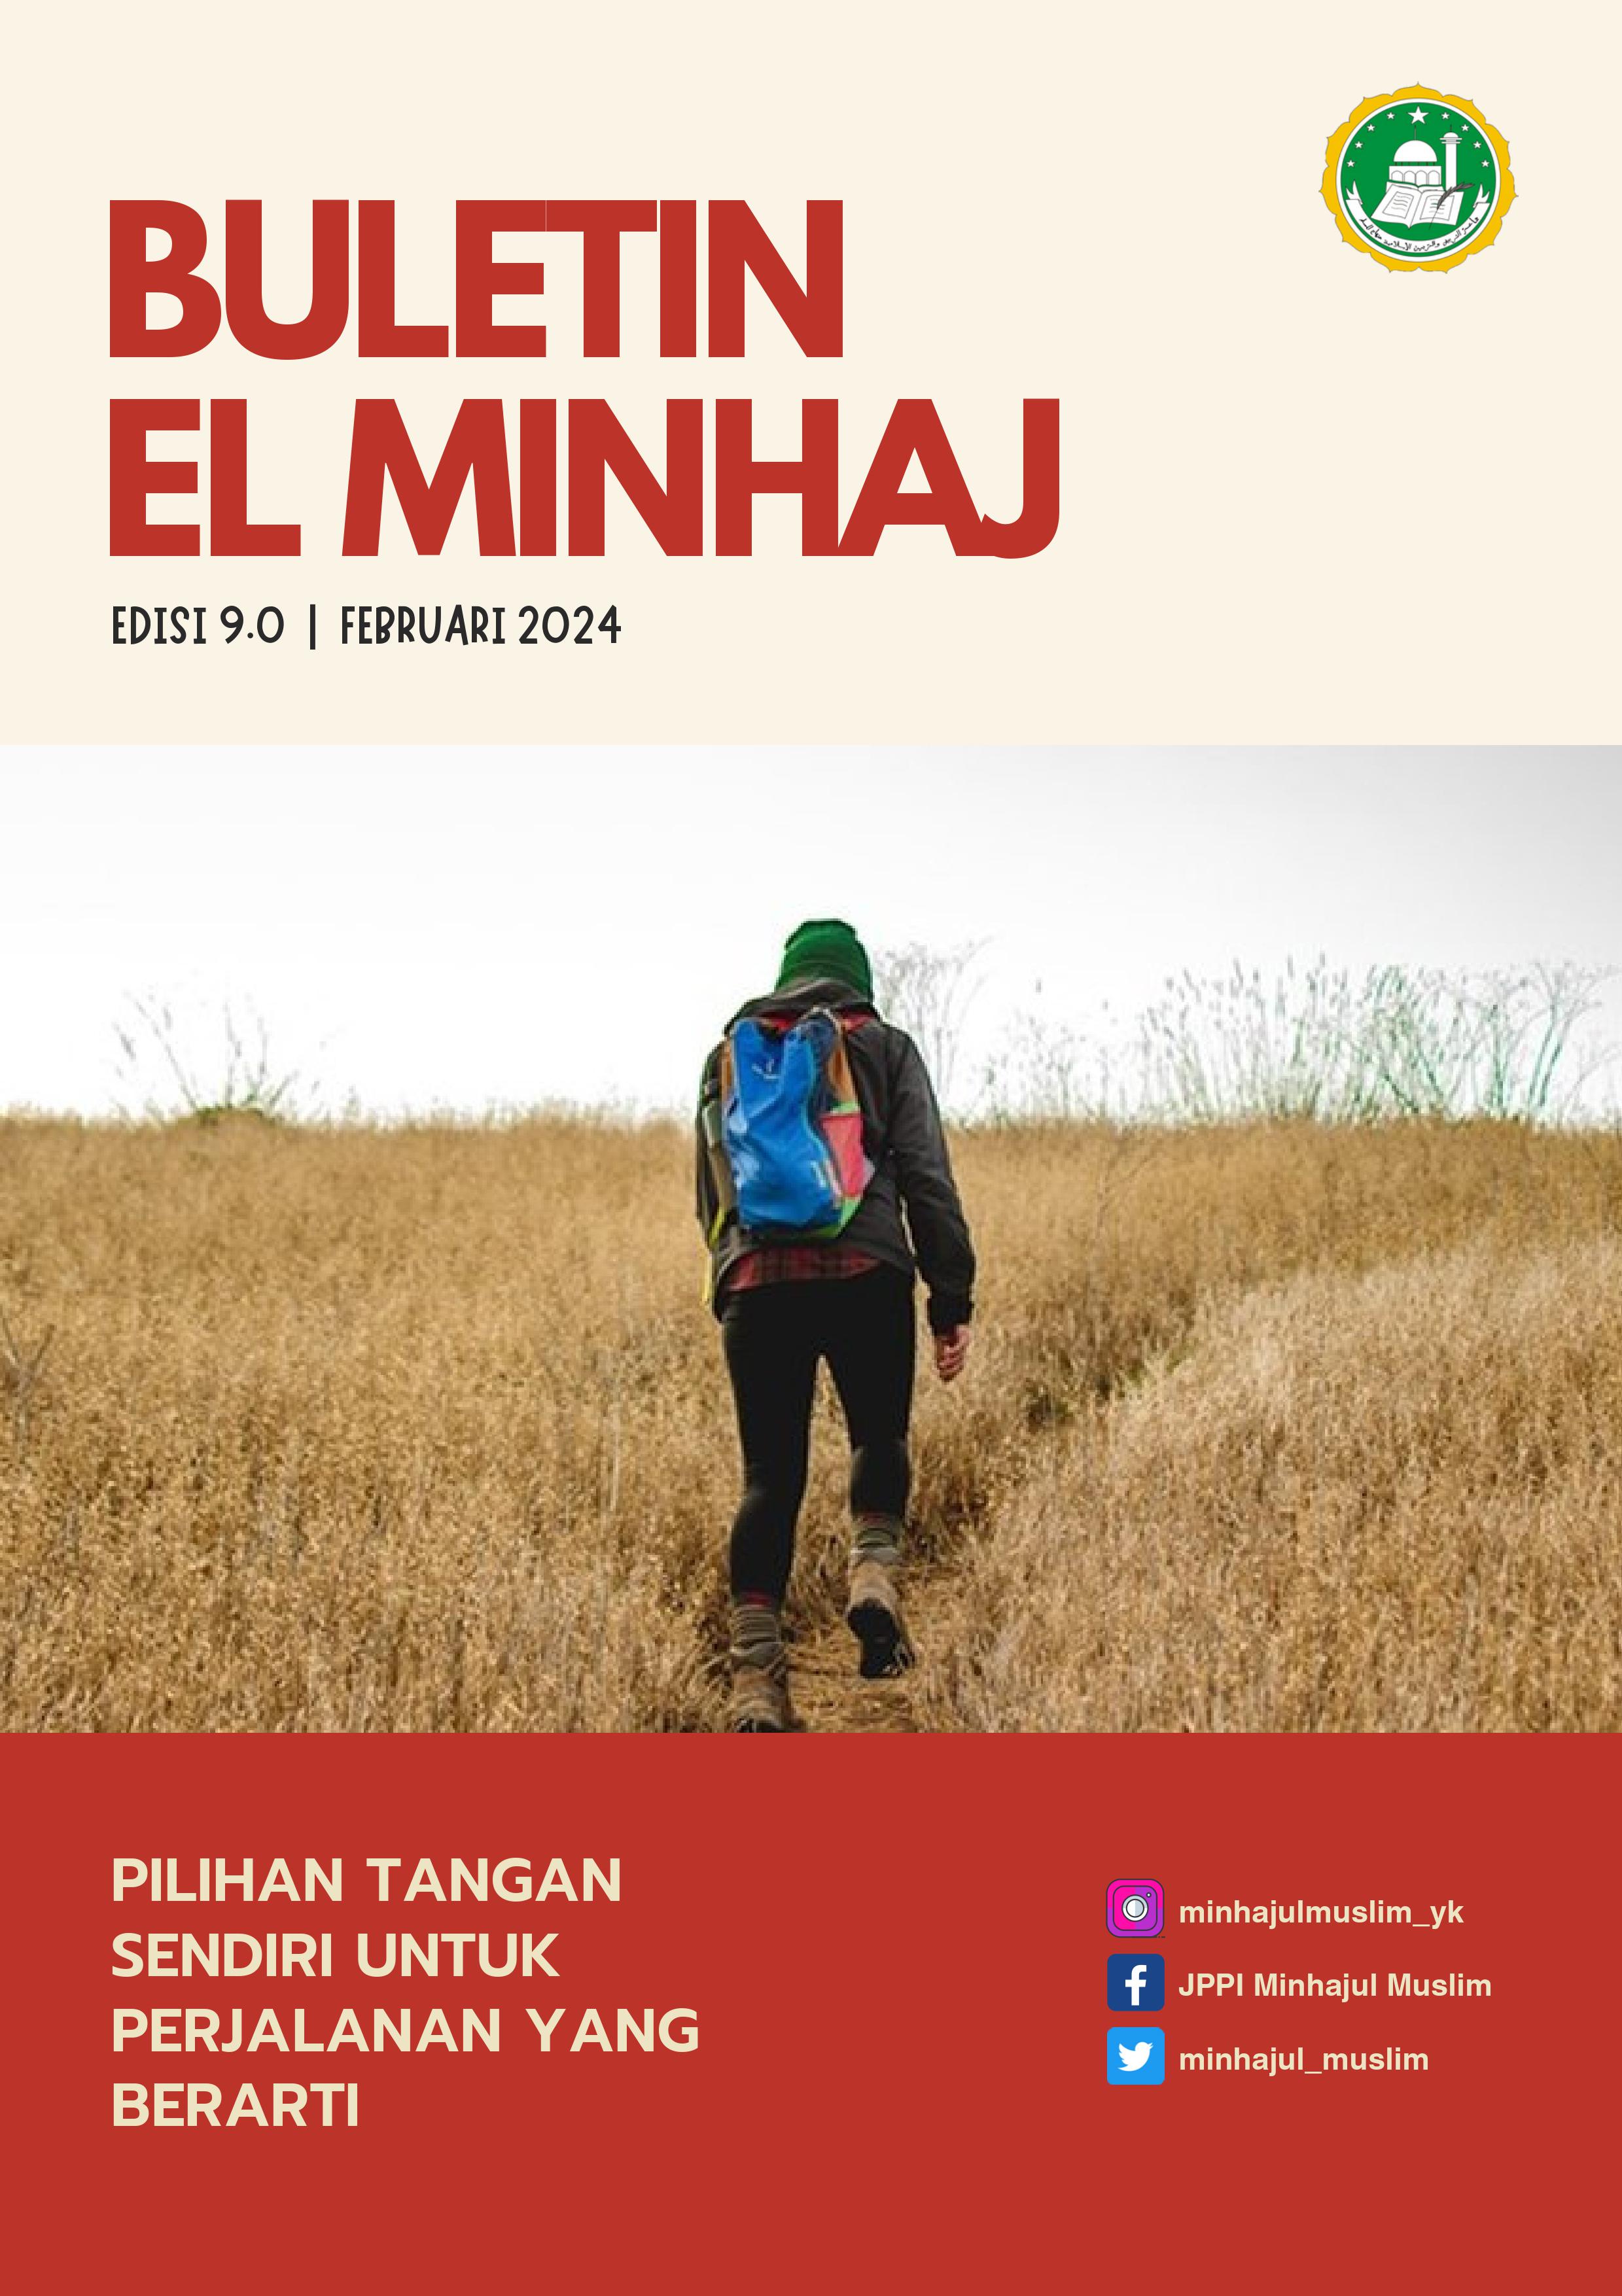 BULETIN
EL MINHAJ
EDISI 9.0 | FEBRUARI 2024
PILIHAN TANGAN
SENDIRI UNTUK
PERJALANAN YANG
BERARTI
minhajulmuslim_yk
JPPI Minhajul Muslim
minhajul_muslim